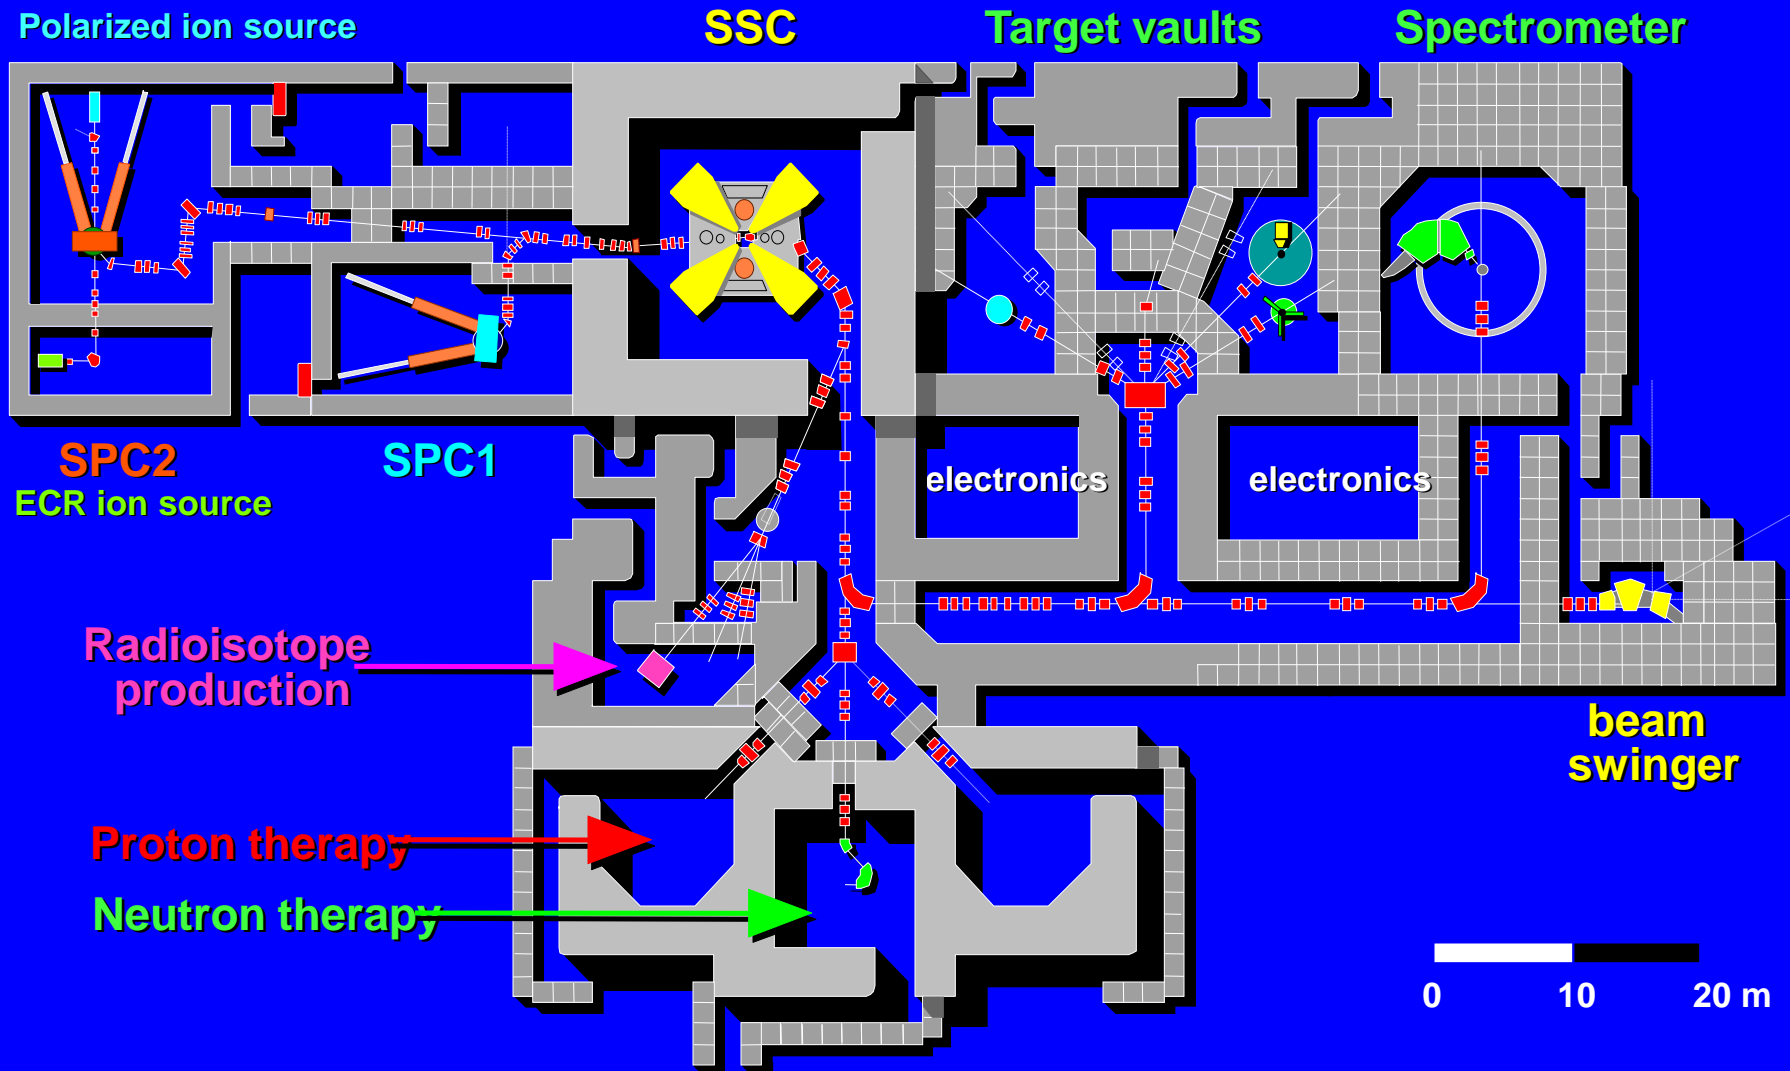 Polarized ion source
SSC
Target vaults
Spectrometer
SPC2
ECR ion source
SPC1
electronics
electronics
Radioisotope
production
beam
swinger
Proton therapy
Neutron therapy
0 10 20 m